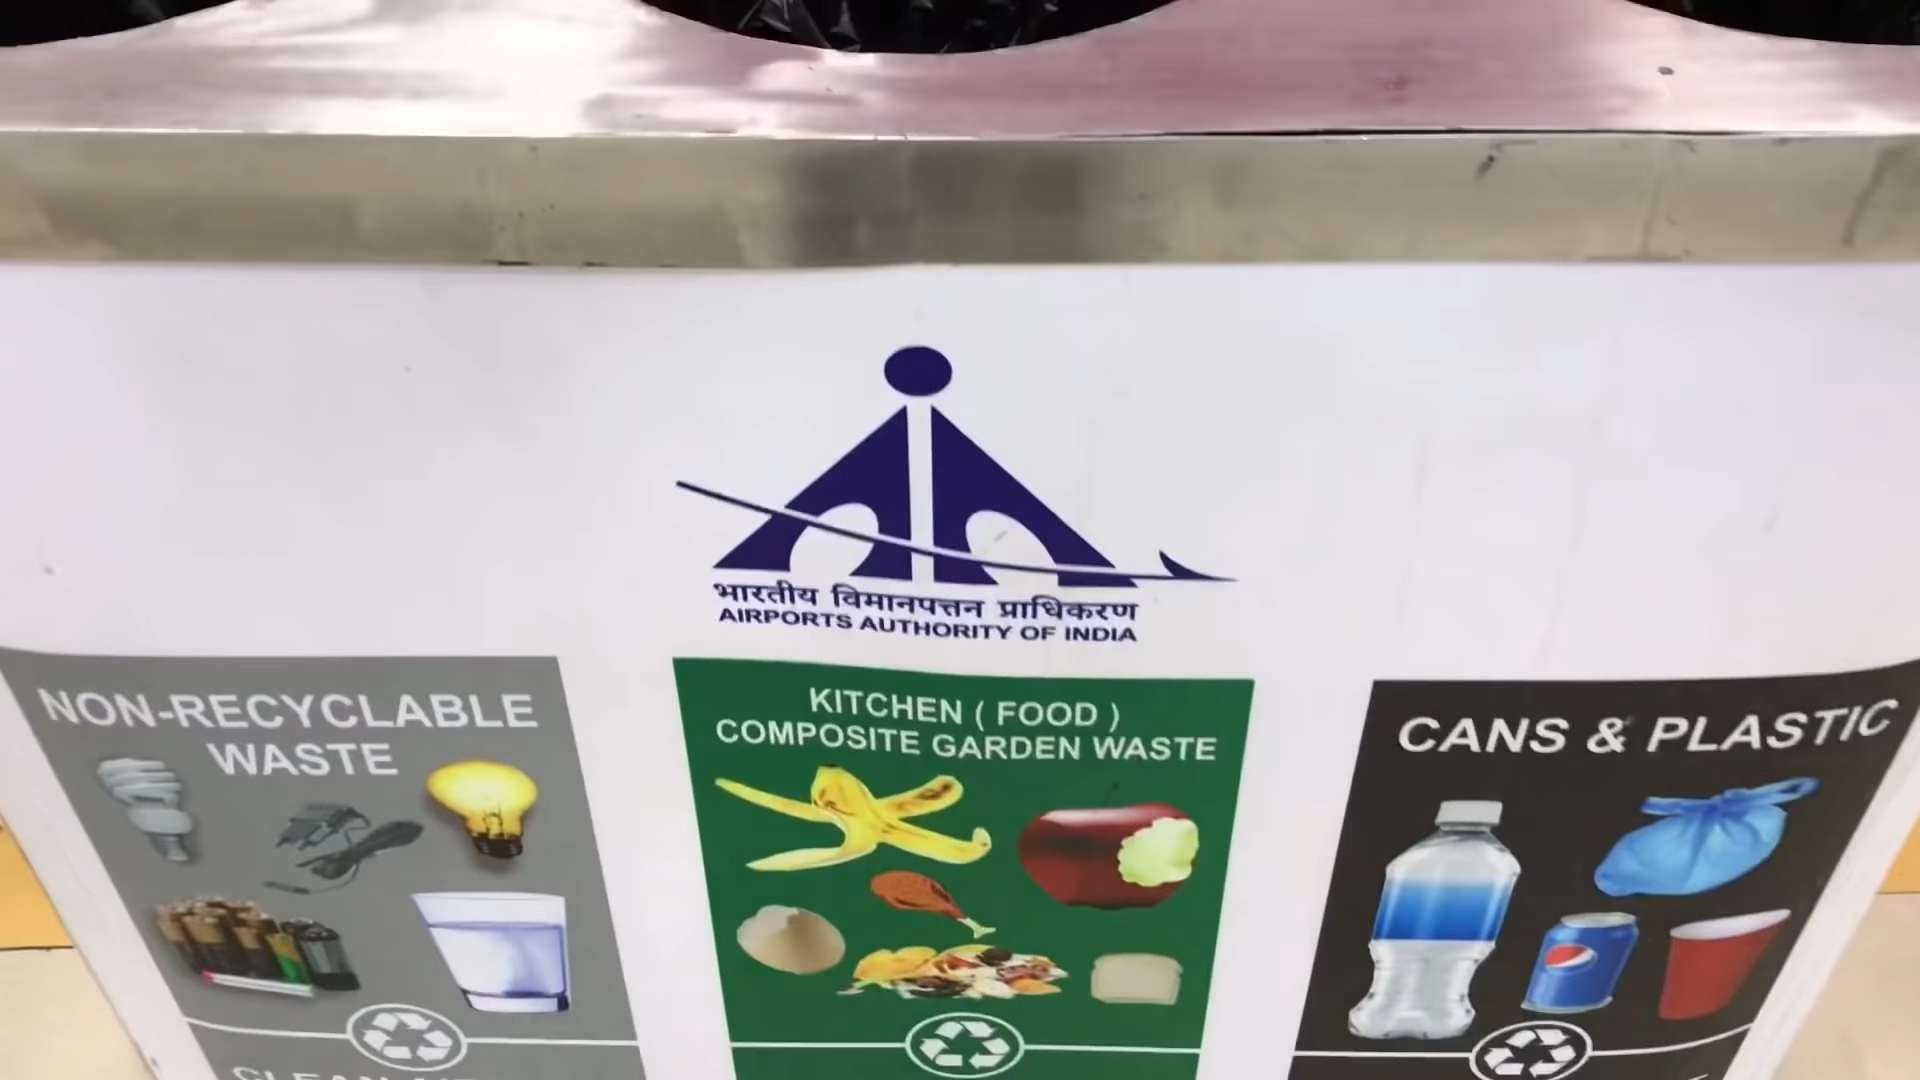 भारतीय विमानपत्तन प्राधिकरण
AIRPORTS AUTHORITY OF INDIA
NON-RECYCLABLE
WASTE
KITCHEN ( FOOD )
COMPOSITE GARDEN WASTE
CANS & PLASTIC